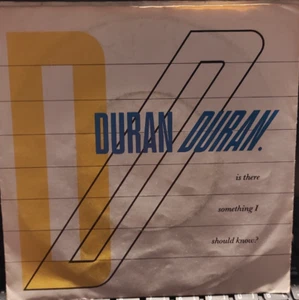 DURAN DURAN.
is there
something I
should know?